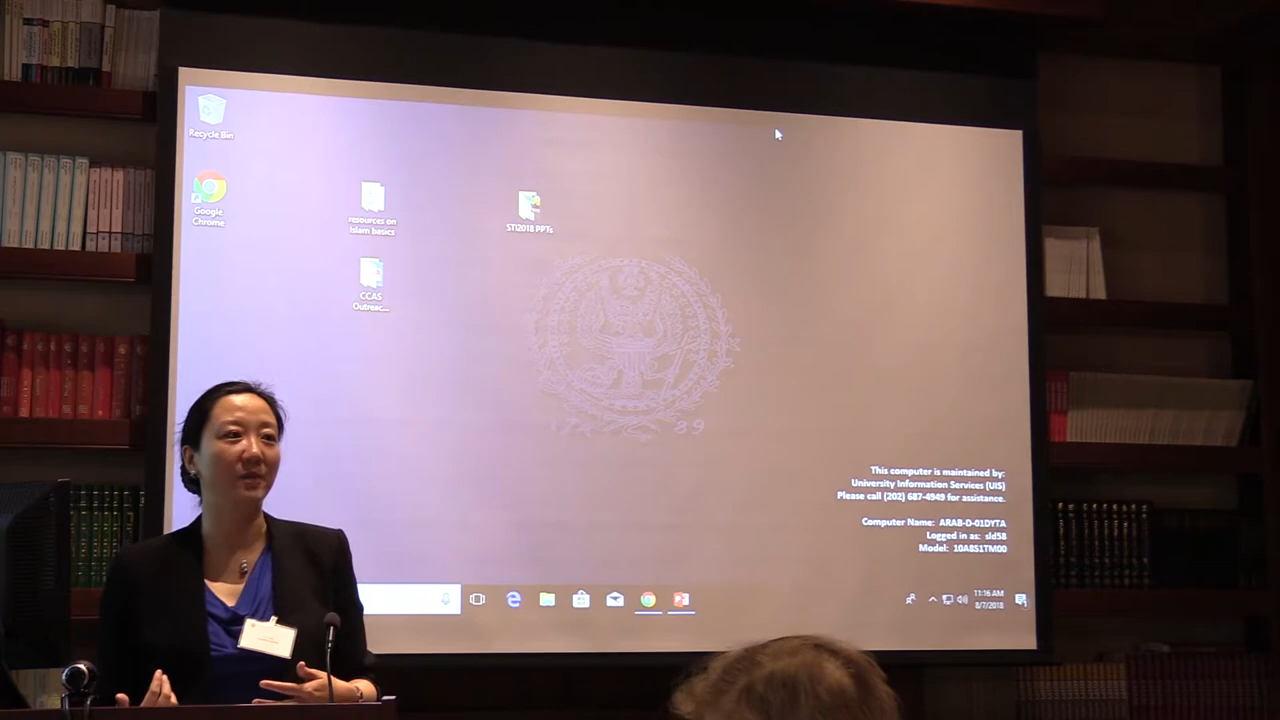 Recycle Bin
Google
Chrome
resources on
Islam basics
STI2018 PPTs
CCAS
Outreac...
89
This computer is maintained by:
University Information Services (UIS)
Please call (202) 687-4949 for assistance.
Computer Name: ARAB-D-01DYTA
Logged in as: sld58
Model: 10A8S1TM00
11:16 AM
8/7/2018